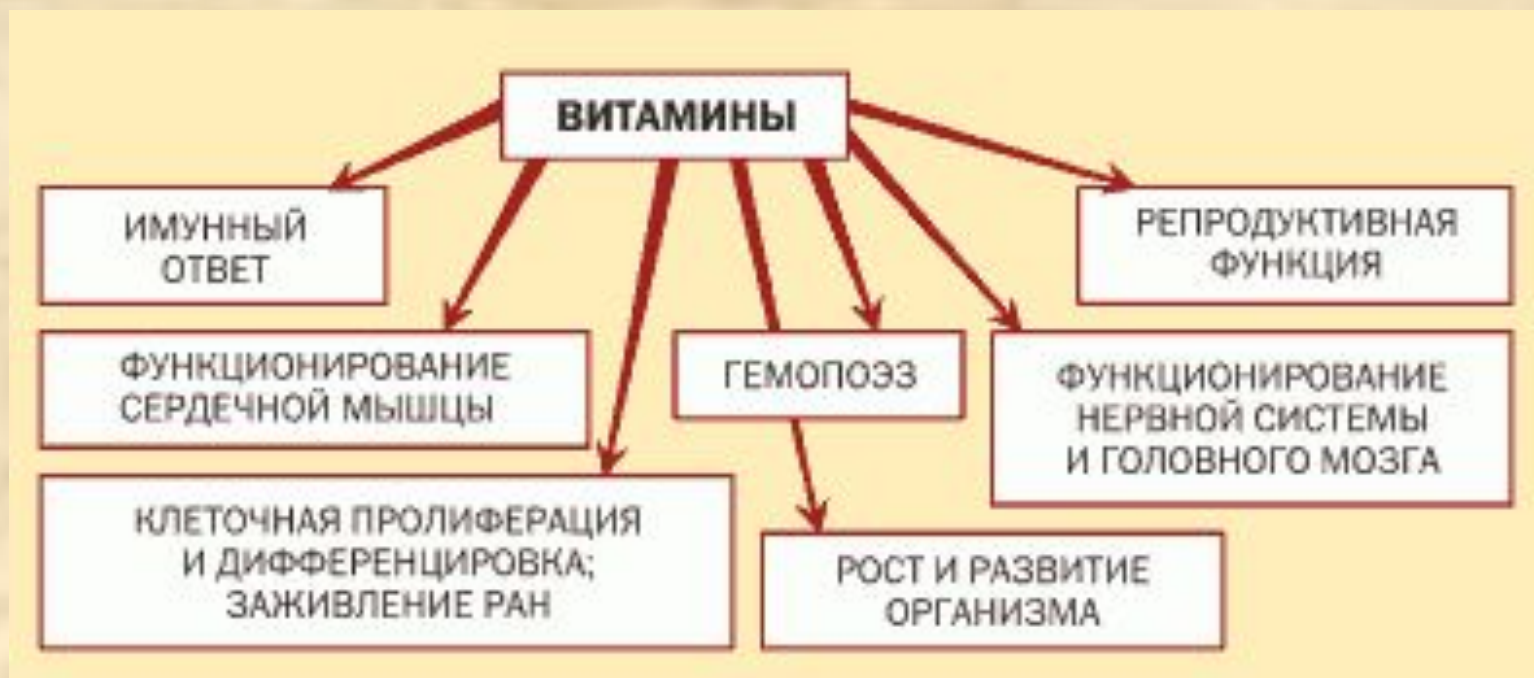 ВИТАМИНЫ
ИМУННЫЙ
ОТВЕТ
РЕПРОДУКТИВНАЯ
ФУНКЦИЯ
ФУНКЦИОНИРОВАНИЕ
СЕРДЕЧНОЙ МЫШЦЫ
ГЕМОПОЭЗ
ФУНКЦИОНИРОВАНИЕ
НЕРВНОЙ СИСТЕМЫ
И ГОЛОВНОГО МОЗГА
КЛЕТОЧНАЯ ПРОЛИФЕРАЦИЯ
И ДИФФЕРЕНЦИРОВКА;
ЗАЖИВЛЕНИЕ РАН
РОСТ И РАЗВИТИЕ
ОРГАНИЗМА